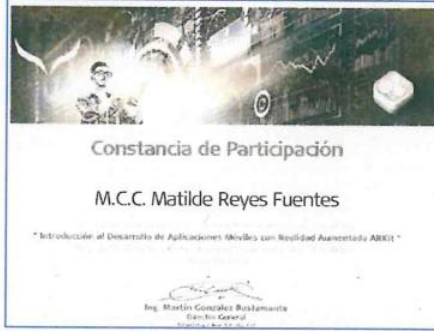 Constancia de Participación
M.C.C. Matilde Reyes Fuentes
" Introducción al Desarrollo de Aplicaciones Móviles con Realidad Aumentada ARKit "
Ing. Martín González Bustamante
Director General